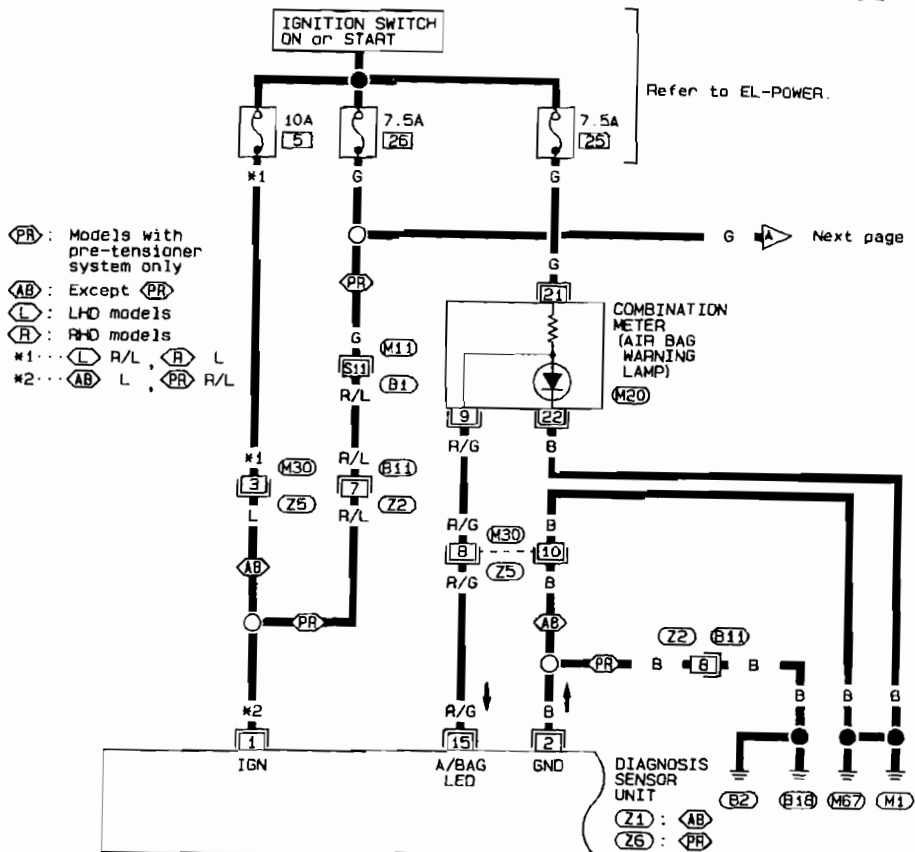 IGNITION SWITCH
ON or START
Refer to EL-POWER.
10A
5
7.5A
26
7.5A
25
*1
G
G
PR : Models with
pre-tensioner
system only
AB : Except PR
L : LHD models
R : RHD models
*1··· L R/L , R L
*2··· AB L , PR R/L
G A Next page
PR
G
G
21
COMBINATION
METER
(AIR BAG
WARNING
LAMP)
M20
M11
S11
B1
R/L
9
22
R/G
B
*1
M30
3
Z5
L
R/L
B11
7
Z2
R/L
R/G
M30
8
Z5
R/G
B
10
B
AB
PR
AB
PR
B
Z2
B11
8
B
B
B
B
*2
1
IGN
R/G
15
A/BAG
LED
B
2
GND
DIAGNOSIS
SENSOR
UNIT
Z1 : AB
Z6 : PR
B2
B18
M67
M1